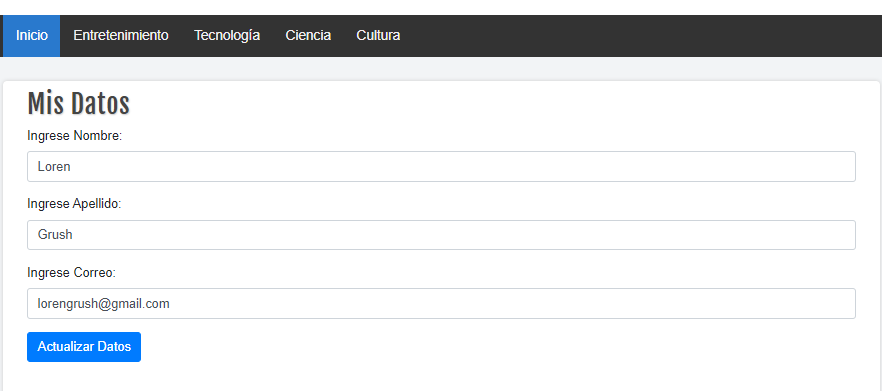 Inicio Entretenimiento Tecnología Ciencia Cultura
Mis Datos
Ingrese Nombre:
Loren
Ingrese Apellido:
Grush
Ingrese Correo:
lorengrush@gmail.com
Actualizar Datos